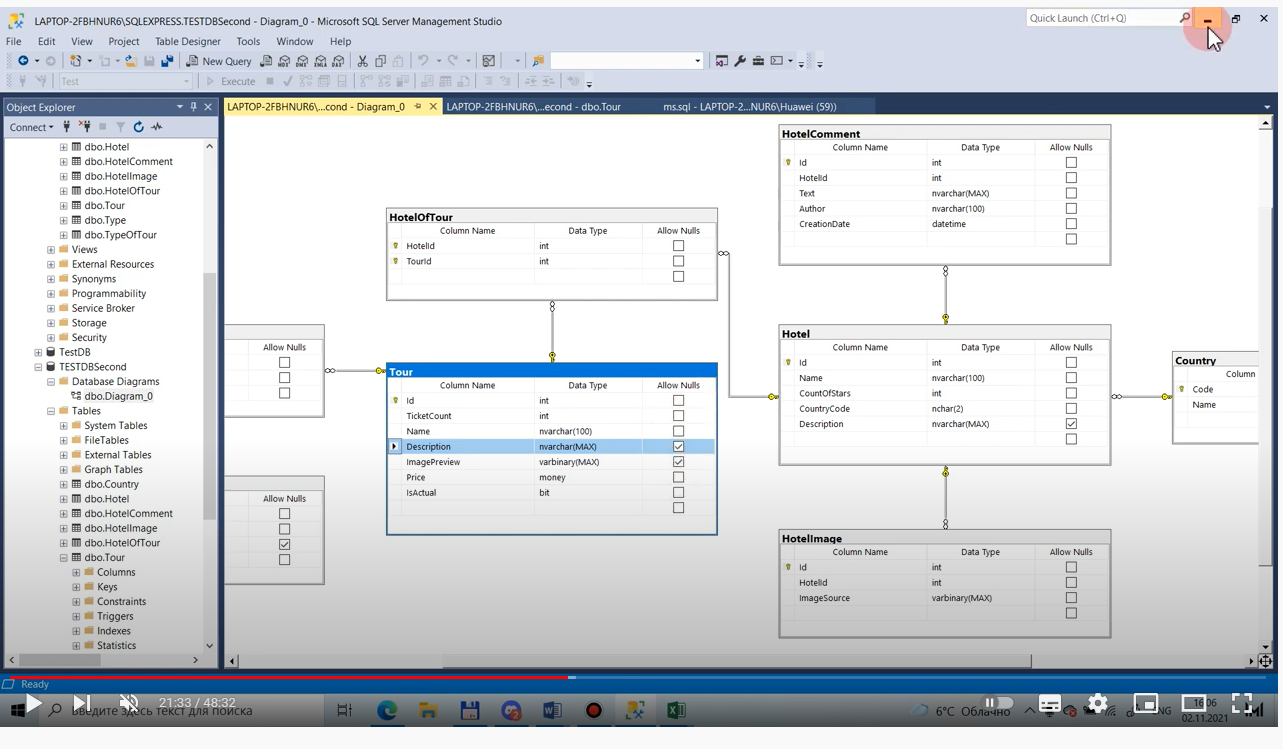 LAPTOP-2FBHNUR6\SQLEXPRESS.TESTDBSecond - Diagram_0 - Microsoft SQL Server Management Studio
Quick Launch (Ctrl+Q)
File Edit View Project Table Designer Tools Window Help
New Query
Test
Execute
Object Explorer
LAPTOP-2FBHNUR6\...cond - Diagram_0
LAPTOP-2FBHNUR6\...econd - dbo.Tour
ms.sql - LAPTOP-2...NUR6\Huawei (59))
Connect
dbo.Hotel
dbo.HotelComment
dbo.HotelImage
dbo.HotelOfTour
dbo.Tour
dbo.Type
dbo.TypeOfTour
Views
External Resources
Synonyms
Programmability
Service Broker
Storage
Security
TestDB
TESTDBSecond
Database Diagrams
dbo.Diagram_0
Tables
System Tables
FileTables
External Tables
Graph Tables
dbo.Country
dbo.Hotel
dbo.HotelComment
dbo.HotelImage
dbo.HotelOfTour
dbo.Tour
Columns
Keys
Constraints
Triggers
Indexes
Statistics
Allow Nulls
Allow Nulls
HotelOfTour
Column Name Data Type Allow Nulls
HotelId int
TourId int
Tour
Column Name Data Type Allow Nulls
Id int
TicketCount int
Name nvarchar(100)
Description nvarchar(MAX)
ImagePreview varbinary(MAX)
Price money
IsActual bit
HotelComment
Column Name Data Type Allow Nulls
Id int
HotelId int
Text nvarchar(MAX)
Author nvarchar(100)
CreationDate datetime
Hotel
Column Name Data Type Allow Nulls
Id int
Name nvarchar(100)
CountOfStars int
CountryCode nchar(2)
Description nvarchar(MAX)
HotelImage
Column Name Data Type Allow Nulls
Id int
HotelId int
ImageSource varbinary(MAX)
Country
Column
Code
Name
Ready
21:33 / 48:32
Введите здесь текст для поиска
6°C Облачно
ENG
16:06
02.11.2021